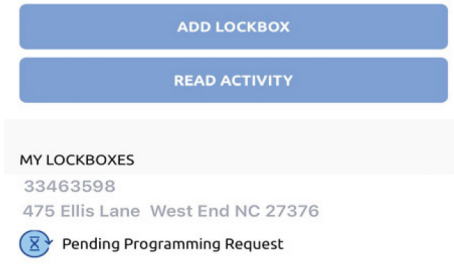 ADD LOCKBOX
READ ACTIVITY
MY LOCKBOXES
33463598
475 Ellis Lane West End NC 27376
Pending Programming Request